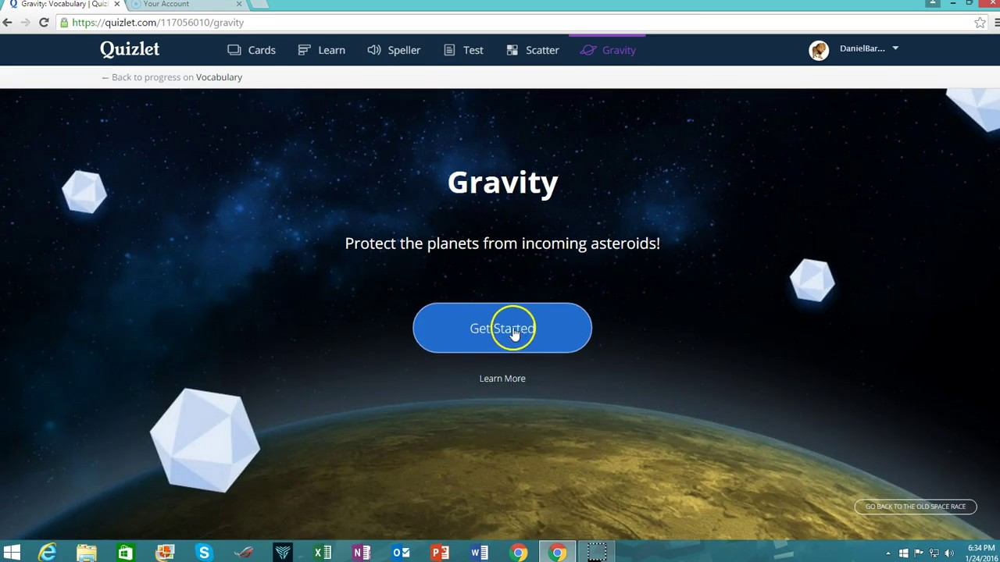 Gravity: Vocabulary | Quiz
Your Account
https://quizlet.com/117056010/gravity
Quizlet
Cards
Learn
Speller
Test
Scatter
Gravity
DanielBar...
← Back to progress on Vocabulary
Gravity
Protect the planets from incoming asteroids!
Get Started
Learn More
GO BACK TO THE OLD SPACE RACE
6:34 PM
1/24/2016